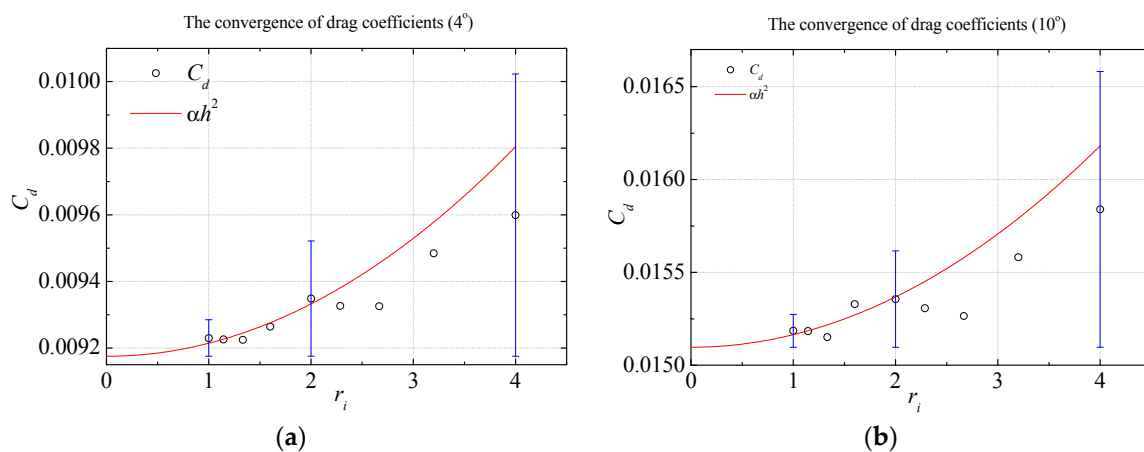 The convergence of drag coefficients (4°)
0.0100
0.0098
0.0096
0.0094
0.0092
C_d
C_d
αh²
0 1 2 3 4
r_i
(a)
The convergence of drag coefficients (10°)
0.0165
0.0160
0.0155
0.0150
C_d
C_d
αh²
0 1 2 3 4
r_i
(b)